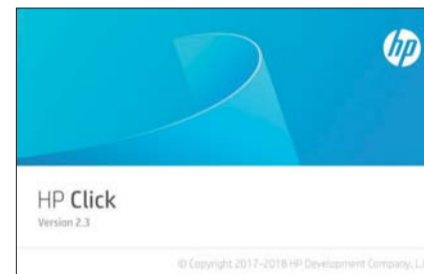 hp
HP Click
Version 2.3
© Copyright 2017-2018 HP Development Company, L.